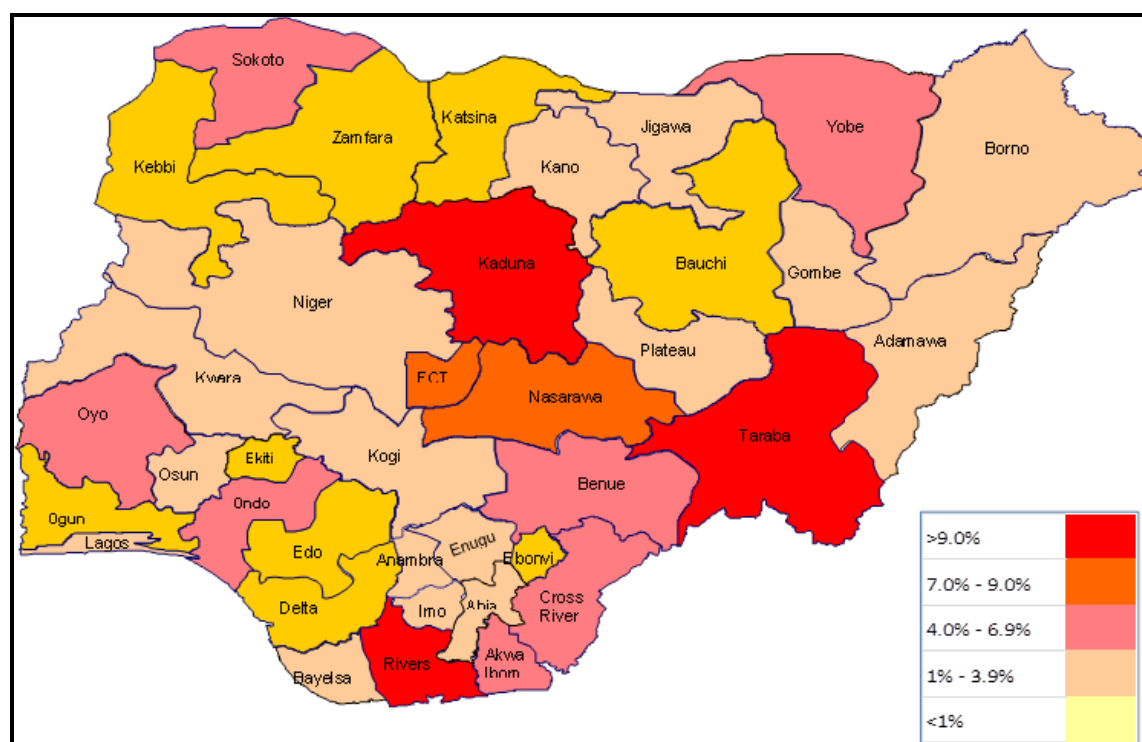 Sokoto
Katsina
Zamfara
Kebbi
Jigawa
Kano
Yobe
Borno
Kaduna
Bauchi
Gombe
Niger
Plateau
Adamawa
Kwara
FCT
Nasarawa
Taraba
Oyo
Osun
Ekiti
Kogi
Benue
Ogun
Ondo
Lagos
Edo
Anambra
Enugu
Ebonyi
Delta
Imo
Abia
Cross
River
Bayelsa
Rivers
Akwa
Ibom
>9.0%
7.0% - 9.0%
4.0% - 6.9%
1% - 3.9%
<1%